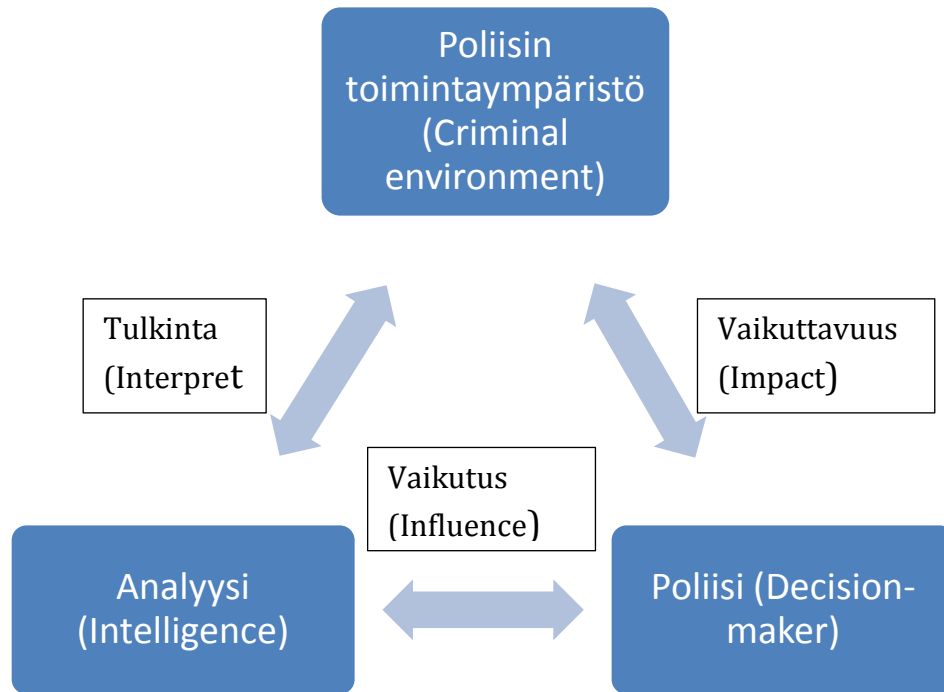 Poliisin
toimintaympäristö
(Criminal
environment)
Tulkinta
(Interpret
Vaikuttavuus
(Impact)
Vaikutus
(Influence)
Analyysi
(Intelligence)
Poliisi (Decision-
maker)